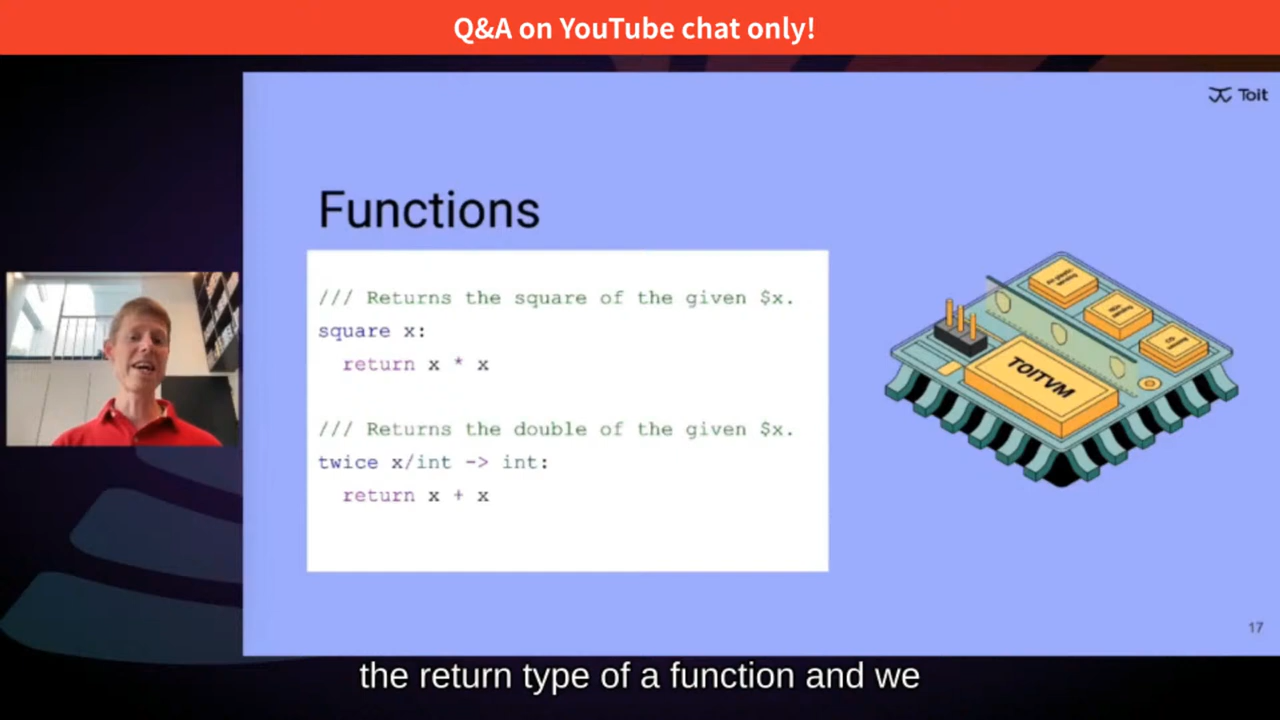 Q&A on YouTube chat only!
Toit
Functions
/// Returns the square of the given $x.
square x:
return x * x
/// Returns the double of the given $x.
twice x/int -> int:
return x + x
TOITVM
17
the return type of a function and we